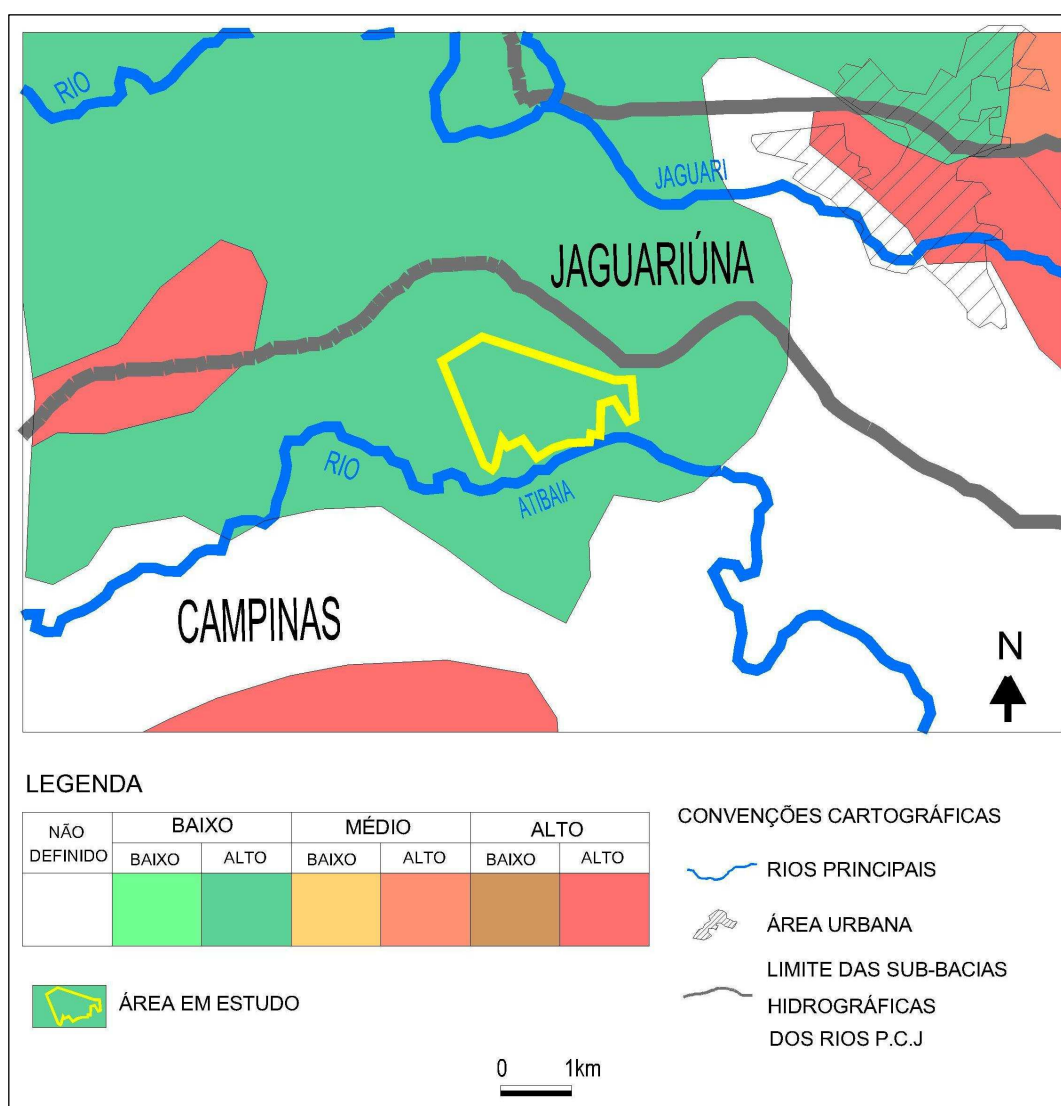 RIO
JAGUARI
JAGUARIÚNA
RIO
ATIBAIA
CAMPINAS
N
LEGENDA
NÃO
DEFINIDO
BAIXO
MÉDIO
ALTO
BAIXO
ALTO
BAIXO
ALTO
BAIXO
ALTO
ÁREA EM ESTUDO
CONVENÇÕES CARTOGRÁFICAS
RIOS PRINCIPAIS
ÁREA URBANA
LIMITE DAS SUB-BACIAS
HIDROGRÁFICAS
DOS RIOS P.C.J
0 1km